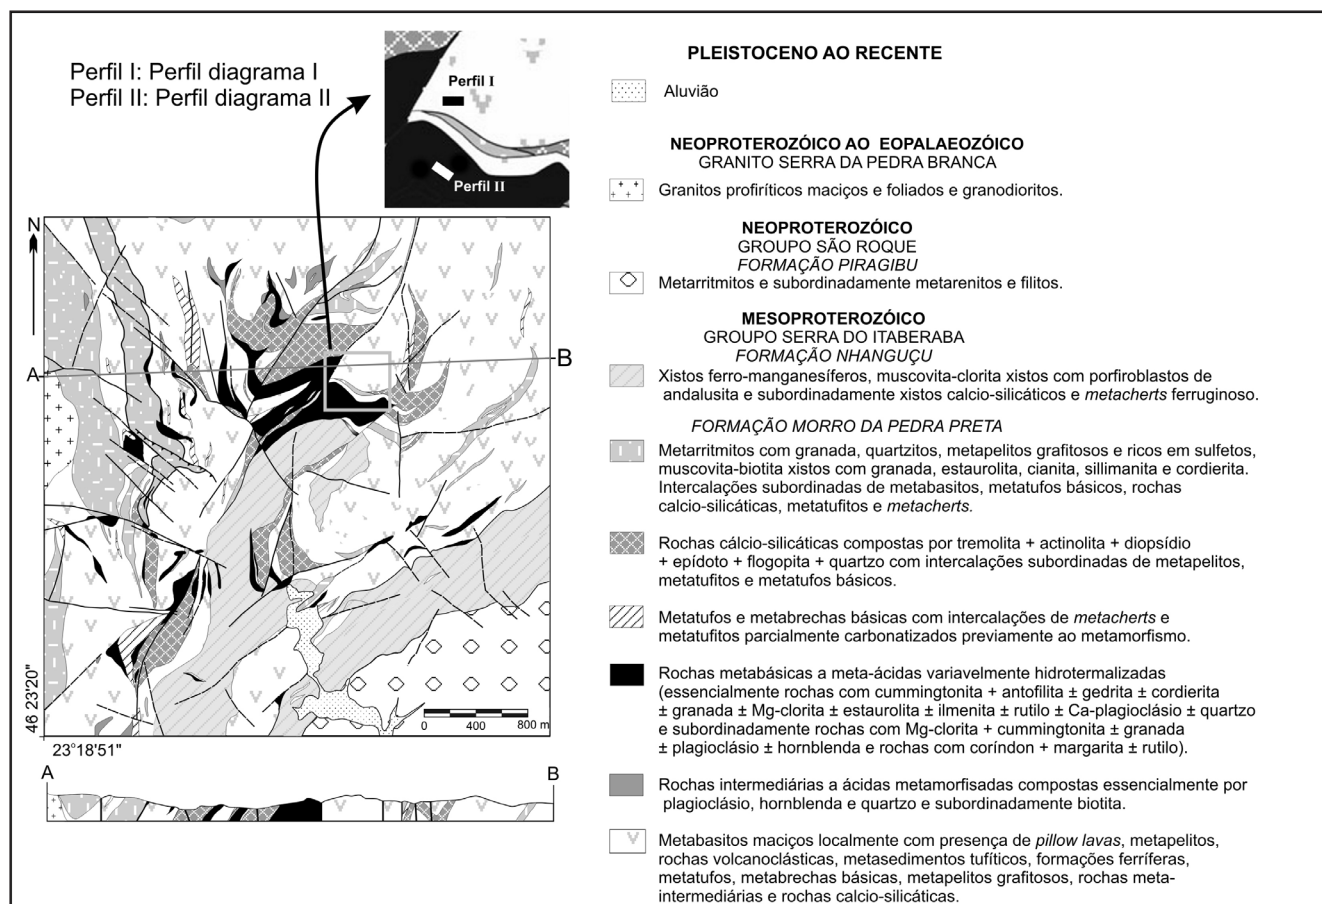 Perfil I: Perfil diagrama I
Perfil II: Perfil diagrama II
Perfil I
Perfil II
N
A
B
46 23'20"
23°18'51"
0 400 800 m
A
B
PLEISTOCENO AO RECENTE
Aluvião
NEOPROTEROZÓICO AO EOPALAEOZÓICO
GRANITO SERRA DA PEDRA BRANCA
Granitos profiríticos maciços e foliados e granodioritos.
NEOPROTEROZÓICO
GROUPO SÃO ROQUE
FORMAÇÃO PIRAGIBU
Metarritmitos e subordinadamente metarenitos e filitos.
MESOPROTEROZÓICO
GROUPO SERRA DO ITABERABA
FORMAÇÃO NHANGUÇU
Xistos ferro-manganesíferos, muscovita-clorita xistos com porfiroblastos de
andalusita e subordinadamente xistos calcio-silicáticos e metacherts ferruginoso.
FORMAÇÃO MORRO DA PEDRA PRETA
Metarritmitos com granada, quartzitos, metapelitos grafitosos e ricos em sulfetos,
muscovita-biotita xistos com granada, estaurolita, cianita, sillimanita e cordierita.
Intercalações subordinadas de metabasitos, metatufos básicos, rochas
calcio-silicáticas, metatufitos e metacherts.
Rochas cálcio-silicáticas compostas por tremolita + actinolita + diopsídio
+ epídoto + flogopita + quartzo com intercalações subordinadas de metapelitos,
metatufitos e metatufos básicos.
Metatufos e metabrechas básicas com intercalações de metacherts e
metatufitos parcialmente carbonatizados previamente ao metamorfismo.
Rochas metabásicas a meta-ácidas variavelmente hidrotermalizadas
(essencialmente rochas com cummingtonita + antofilita ± gedrita ± cordierita
± granada ± Mg-clorita ± estaurolita ± ilmenita ± rutilo ± Ca-plagioclásio ± quartzo
e subordinadamente rochas com Mg-clorita + cummingtonita ± granada
± plagioclásio ± hornblenda e rochas com coríndon + margarita ± rutilo).
Rochas intermediárias a ácidas metamorfisadas compostas essencialmente por
plagioclásio, hornblenda e quartzo e subordinadamente biotita.
Metabasitos maciços localmente com presença de pillow lavas, metapelitos,
rochas volcanoclásticas, metasedimentos tufíticos, formações ferríferas,
metatufos, metabrechas básicas, metapelitos grafitosos, rochas meta-
intermediárias e rochas calcio-silicáticas.